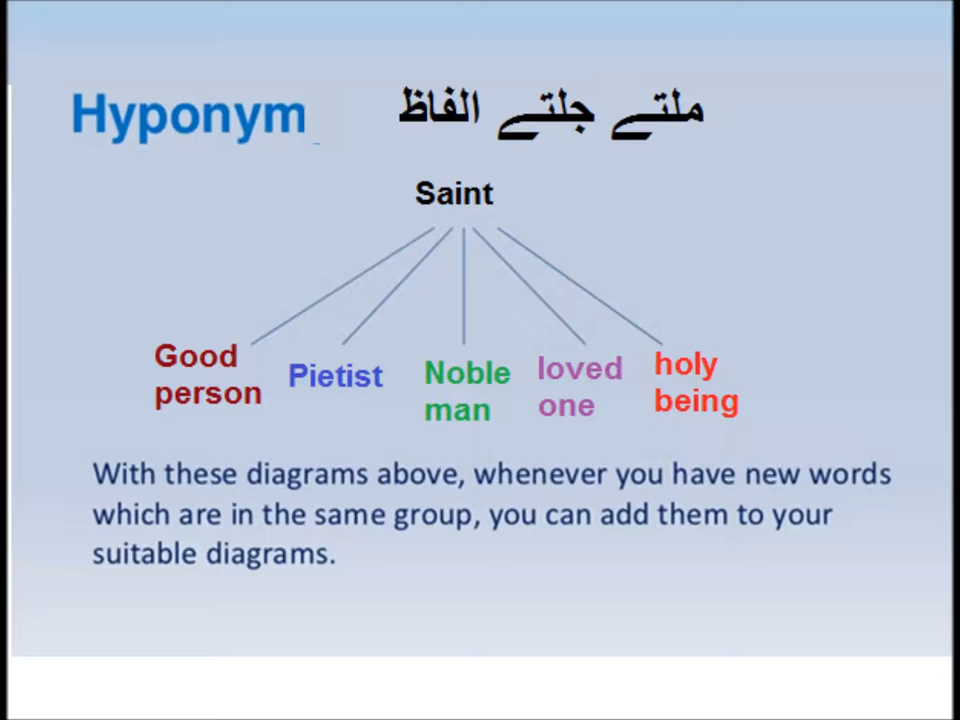 Hyponym ملتے جلتے الفاظ
Saint
Good person
Pietist
Noble man
loved one
holy being
With these diagrams above, whenever you have new words
which are in the same group, you can add them to your
suitable diagrams.